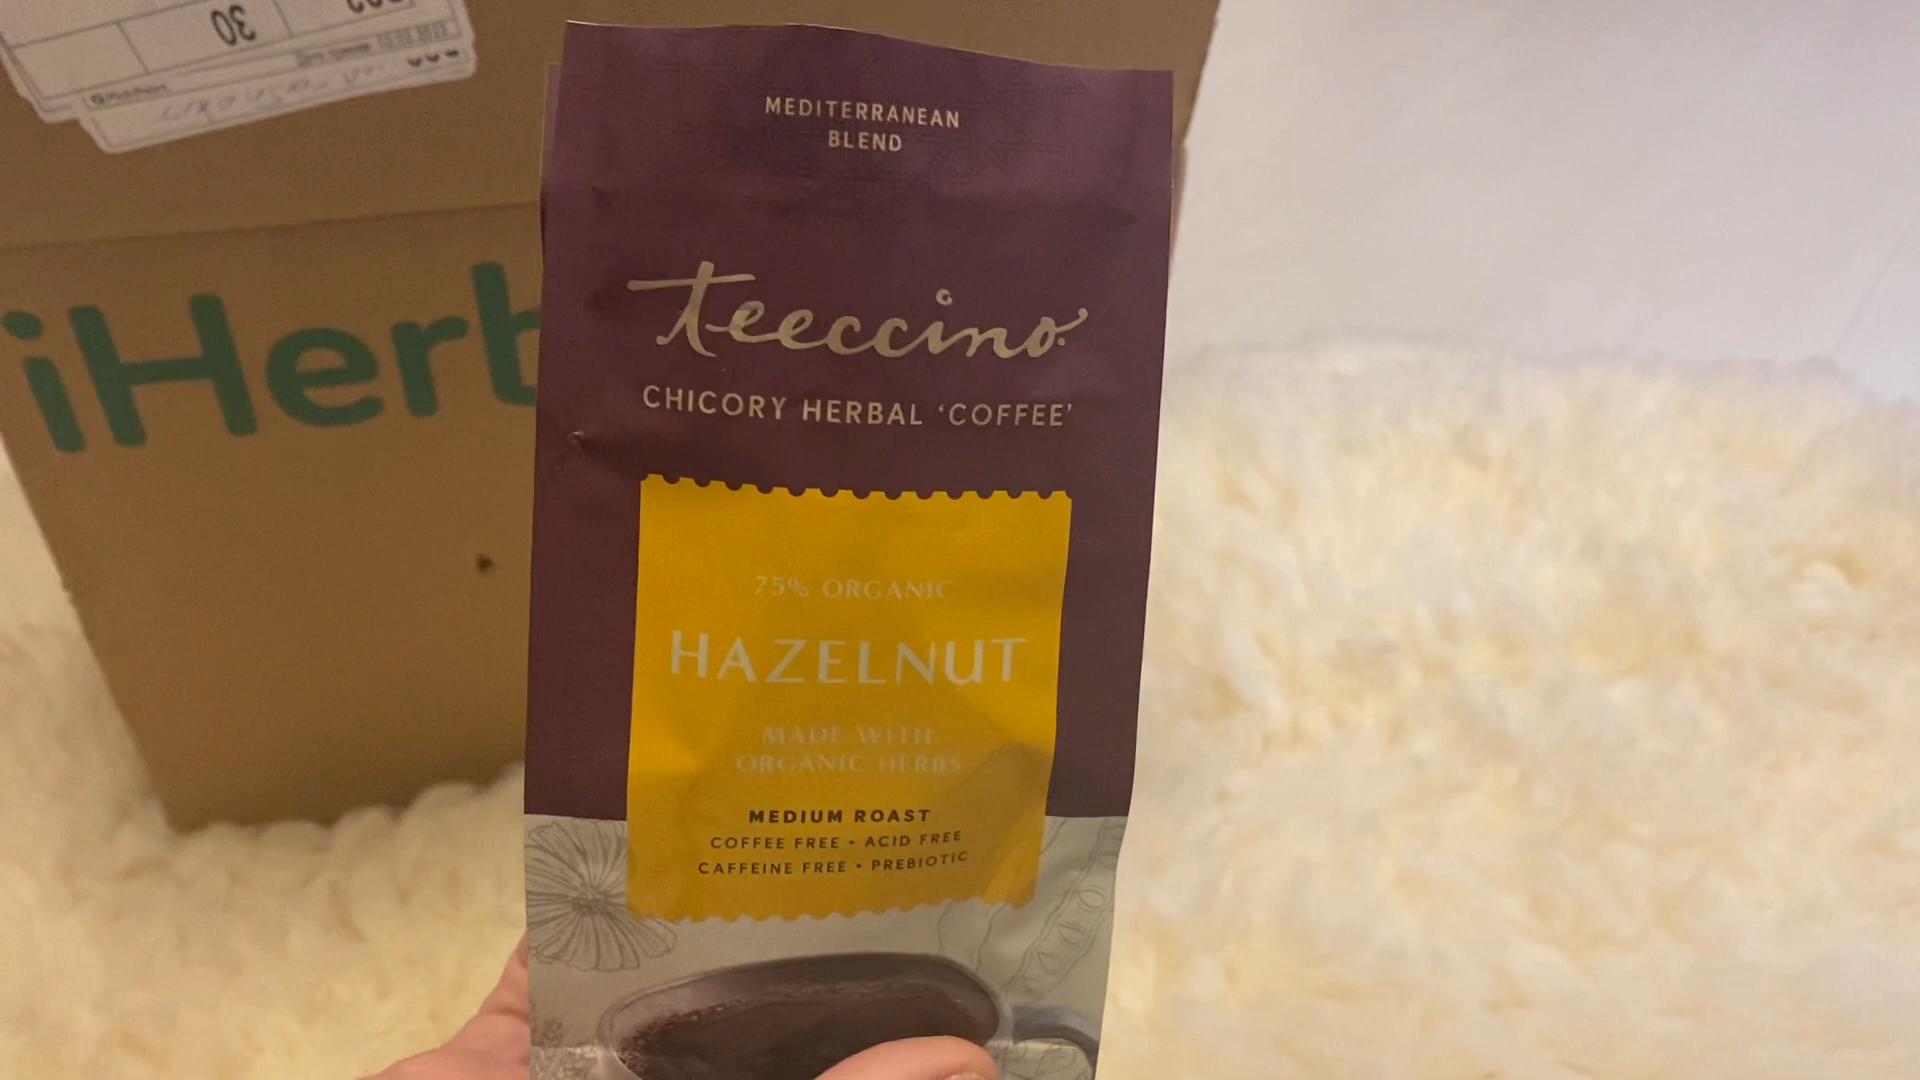 30
iHerb
MEDITERRANEAN
BLEND
teeccino
CHICORY HERBAL ‘COFFEE’
75% ORGANIC
HAZELNUT
MADE WITH
ORGANIC HERBS
MEDIUM ROAST
COFFEE FREE • ACID FREE
CAFFEINE FREE • PREBIOTIC